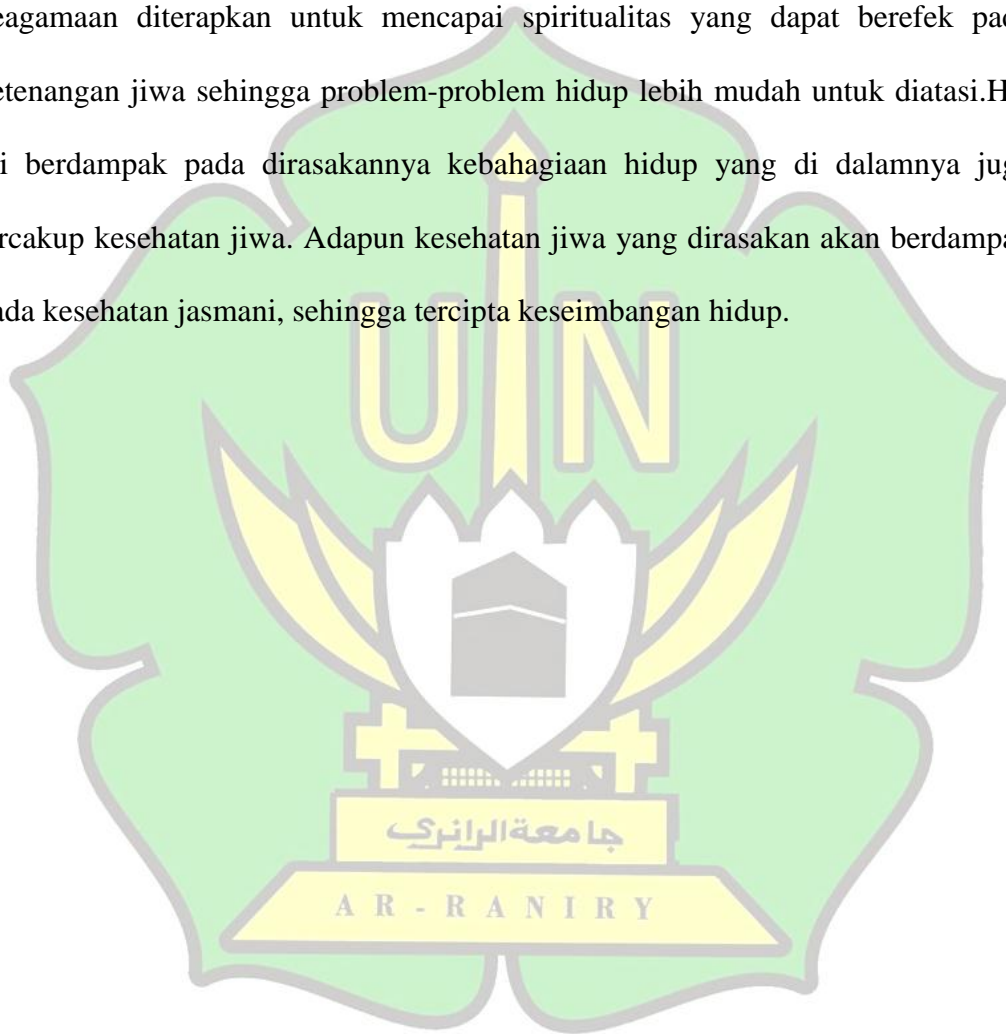 eagamaan diterapkan untuk mencapai spiritualitas yang dapat berefek pad
etenangan jiwa sehingga problem-problem hidup lebih mudah untuk diatasi.H
i berdampak pada dirasakannya kebahagiaan hidup yang di dalamnya jug
ercakup kesehatan jiwa. Adapun kesehatan jiwa yang dirasakan akan berdampa
ada kesehatan jasmani, sehingga tercipta keseimbangan hidup.
UIN
جامعةالرانري
AR-RANIRY